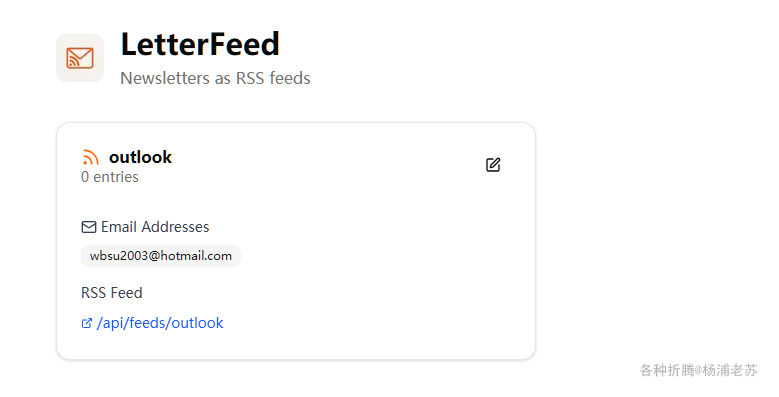 LetterFeed
Newsletters as RSS feeds
outlook
0 entries
Email Addresses
wbsu2003@hotmail.com
RSS Feed
/api/feeds/outlook
各种折腾@杨浦老苏